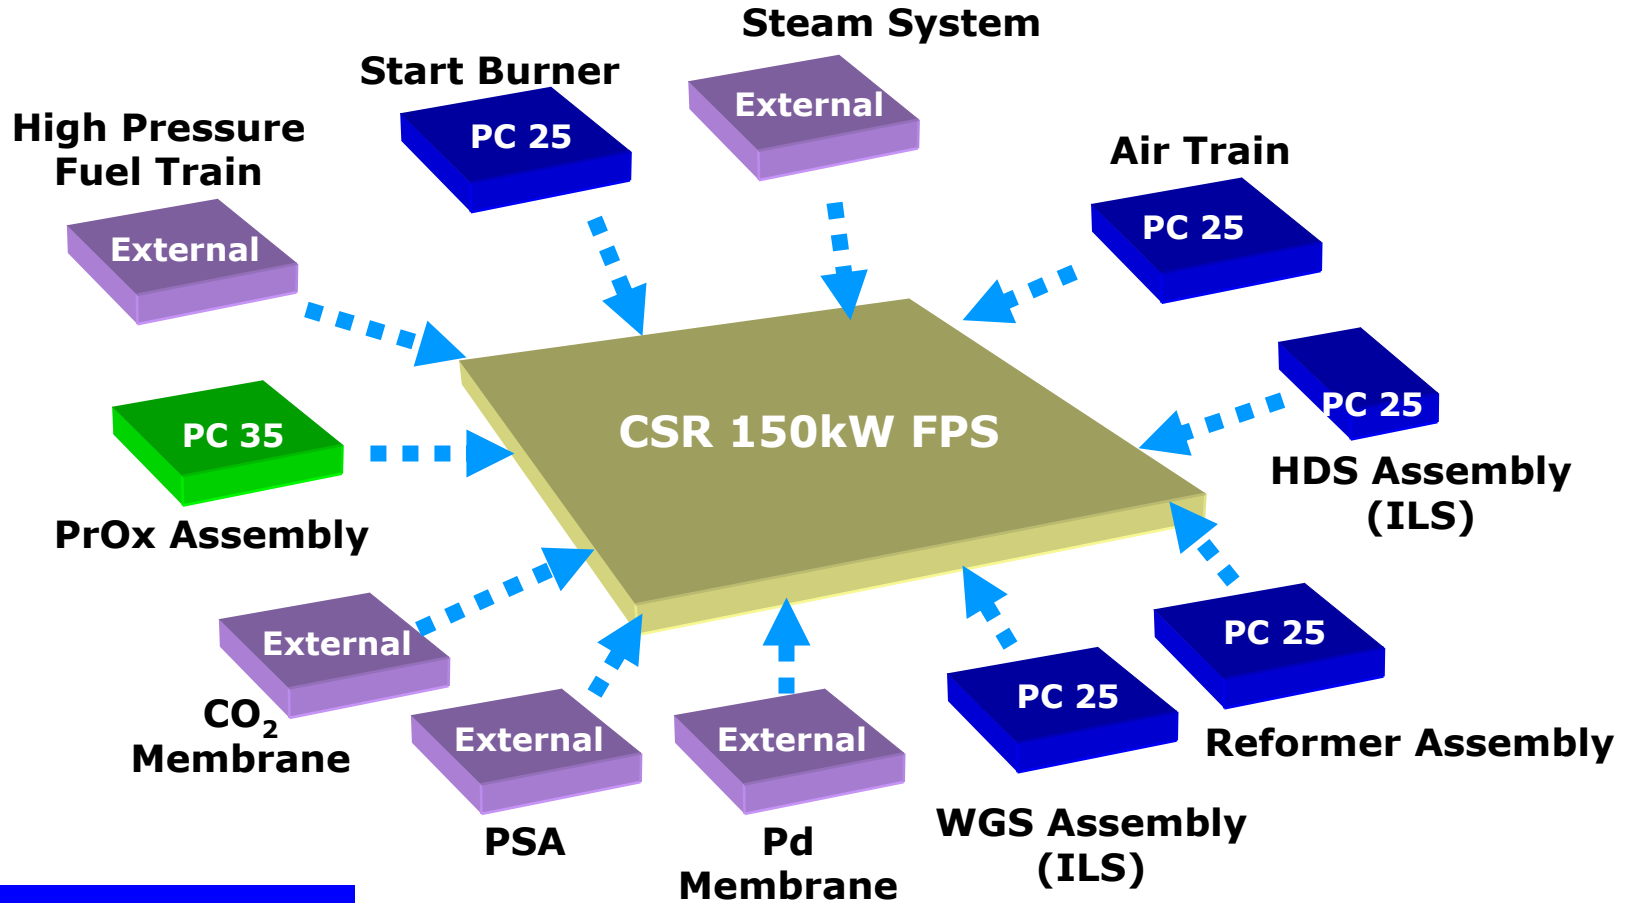 Steam System
External
Start Burner
PC 25
High Pressure
Fuel Train
External
Air Train
PC 25
PC 35
PrOx Assembly
CSR 150kW FPS
PC 25
HDS Assembly
(ILS)
External
CO₂
Membrane
External
PSA
External
Pd
Membrane
PC 25
WGS Assembly
(ILS)
PC 25
Reformer Assembly